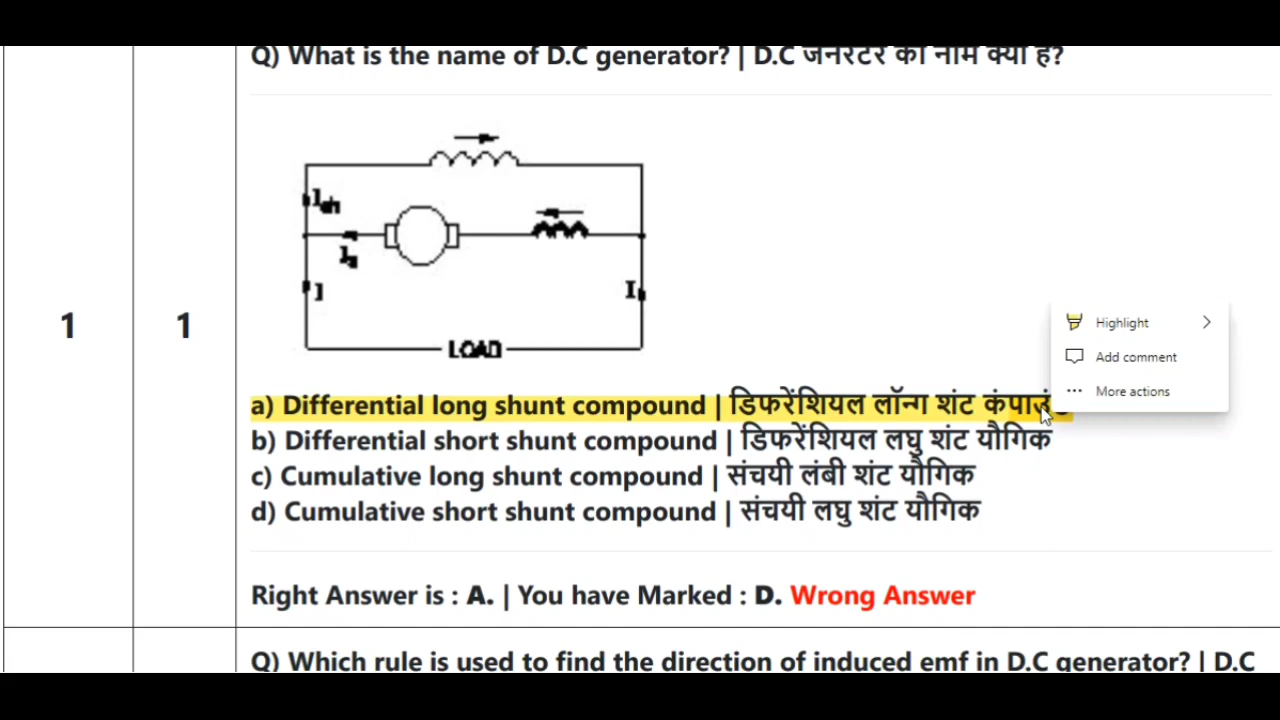 Q) What is the name of D.C generator? | D.C जनरेटर का नाम क्या है?
I
I
LOAD
1
1
Highlight
Add comment
More actions
a) Differential long shunt compound | डिफरेंशियल लॉन्ग शंट
b) Differential short shunt compound | डिफरेंशियल लघु शंट यौगिक
c) Cumulative long shunt compound | संचयी लंबी शंट यौगिक
d) Cumulative short shunt compound | संचयी लघु शंट यौगिक
Right Answer is : A. | You have Marked : D. Wrong Answer
Q) Which rule is used to find the direction of induced emf in D.C generator? | D.C